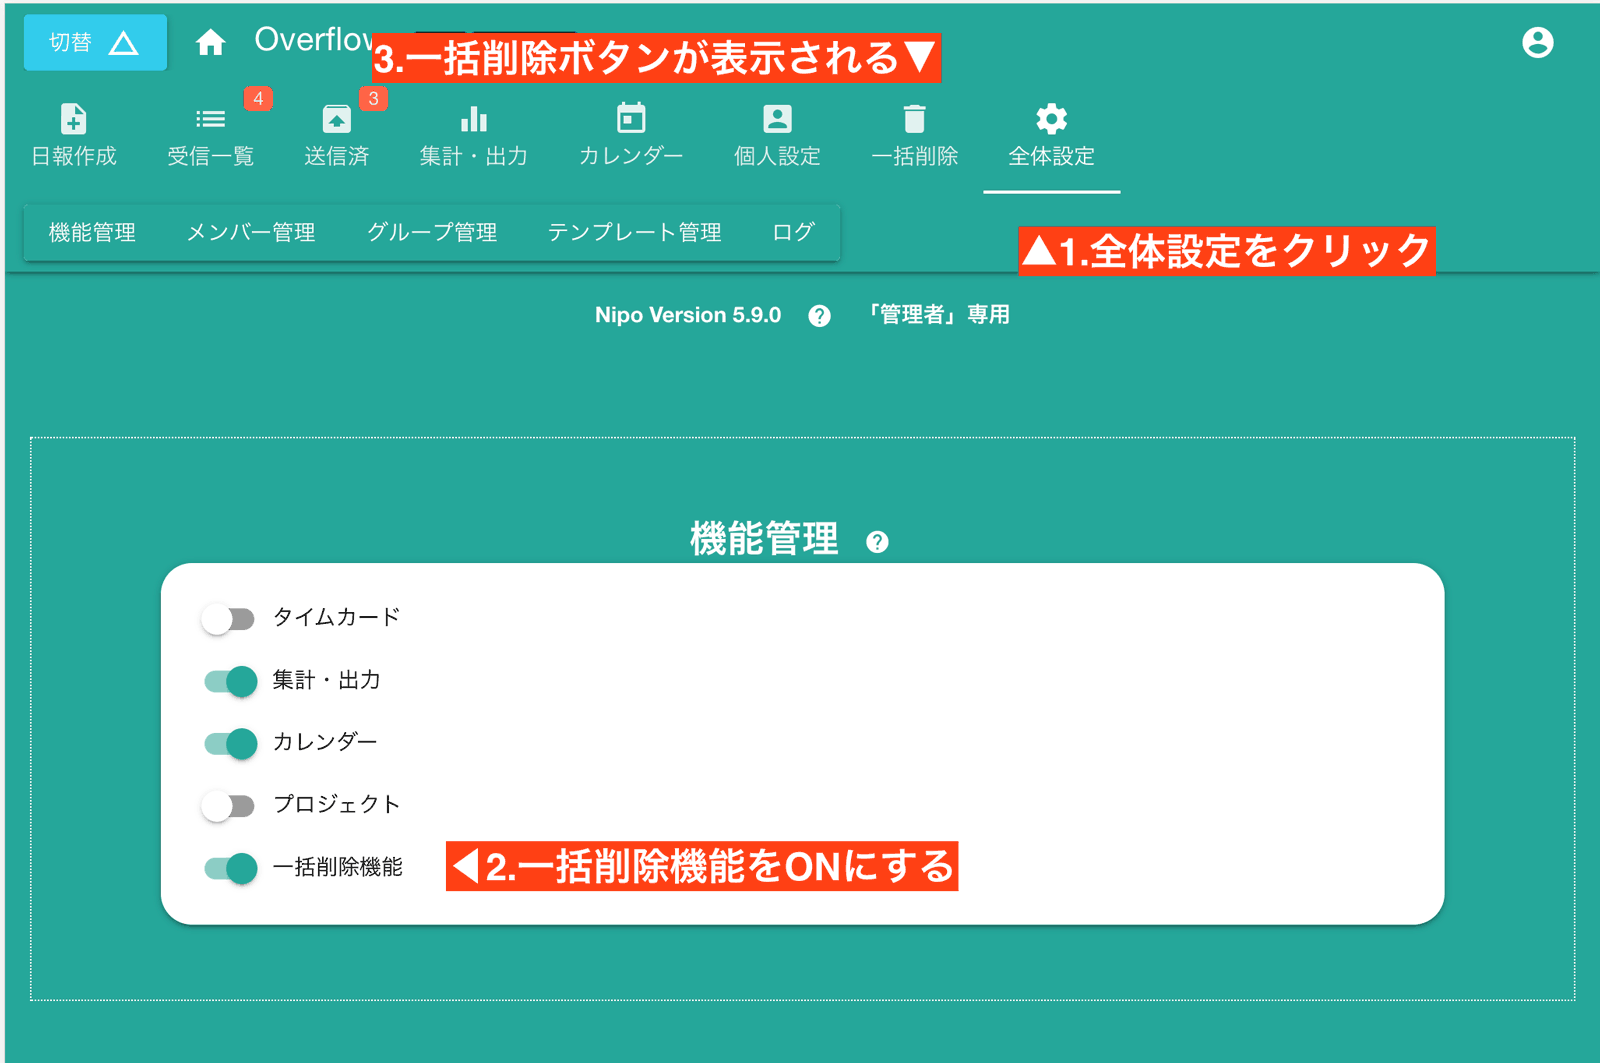 切替
Overflow
3.一括削除ボタンが表示される▼
4
3
日報作成
受信一覧
送信済
集計・出力
カレンダー
個人設定
一括削除
全体設定
機能管理
メンバー管理
グループ管理
テンプレート管理
ログ
▲1.全体設定をクリック
Nipo Version 5.9.0
?
「管理者」専用
機能管理
?
タイムカード
集計・出力
カレンダー
プロジェクト
一括削除機能
◀2.一括削除機能をONにする